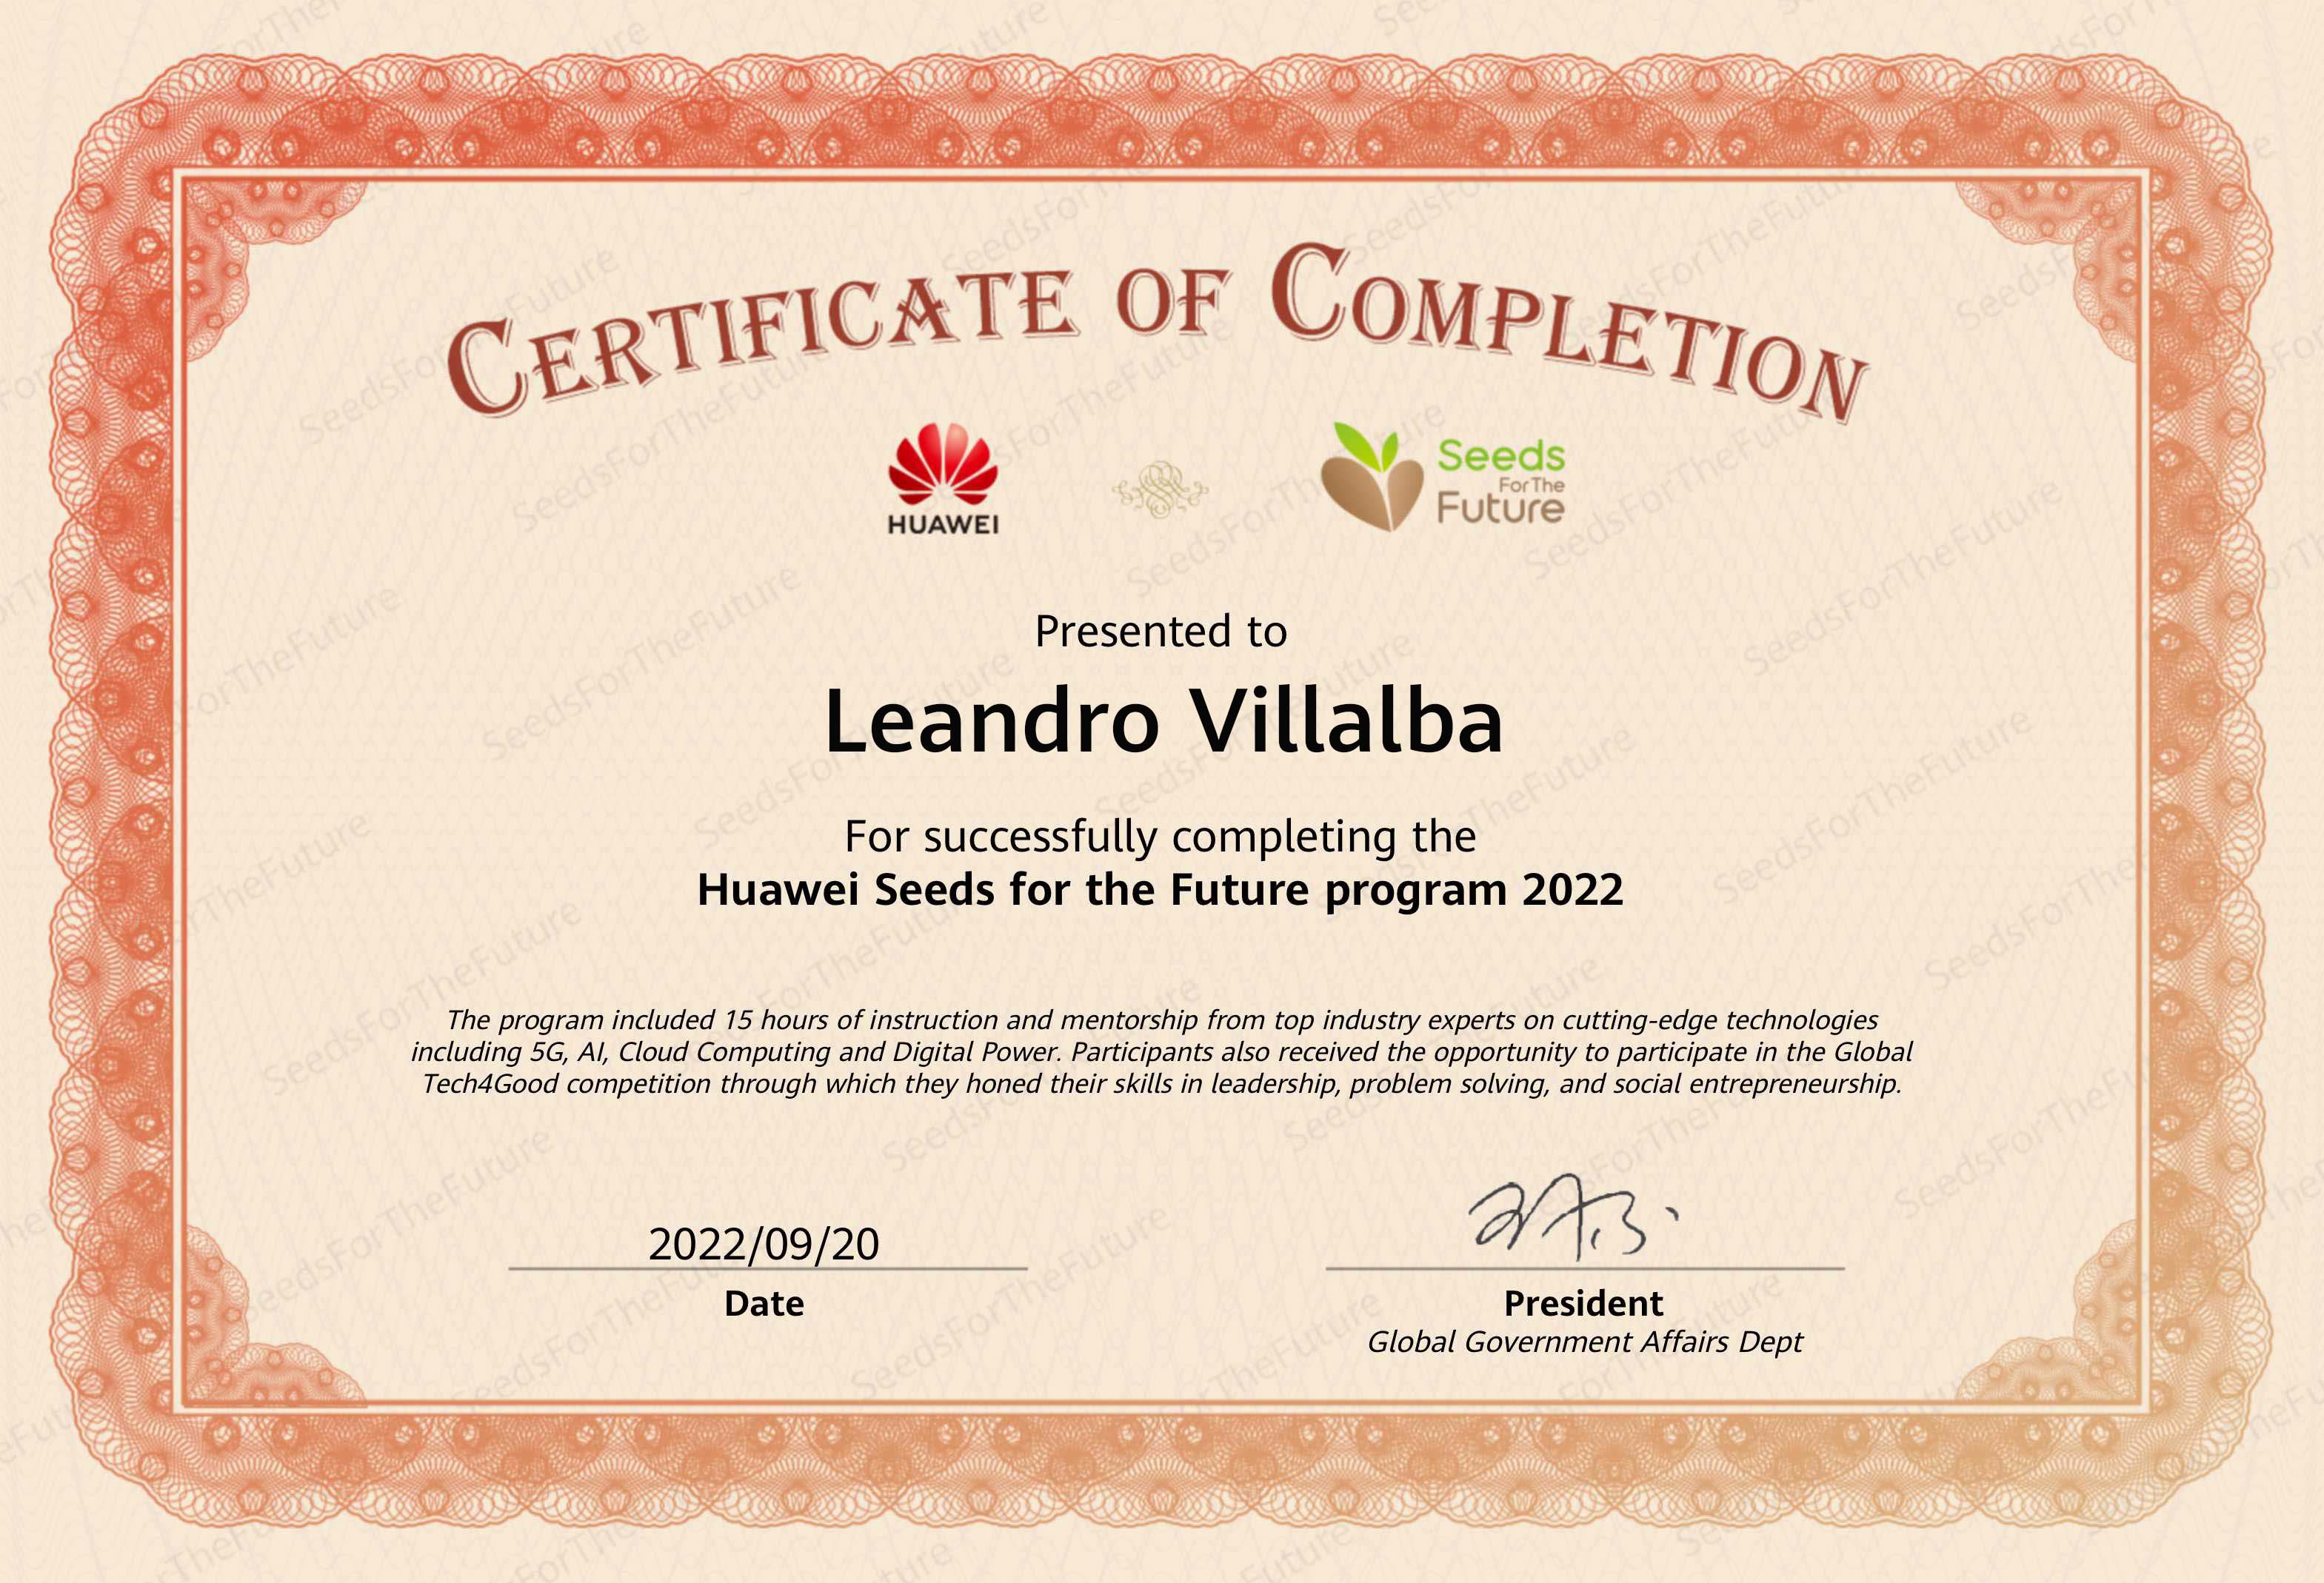 CERTIFICATE OF COMPLETION
HUAWEI
Seeds
For The
Future
Presented to
Leandro Villalba
For successfully completing the
Huawei Seeds for the Future program 2022
The program included 15 hours of instruction and mentorship from top industry experts on cutting-edge technologies
including 5G, AI, Cloud Computing and Digital Power. Participants also received the opportunity to participate in the Global
Tech4Good competition through which they honed their skills in leadership, problem solving, and social entrepreneurship.
2022/09/20
Date
President
Global Government Affairs Dept
SeedsForTheFuture